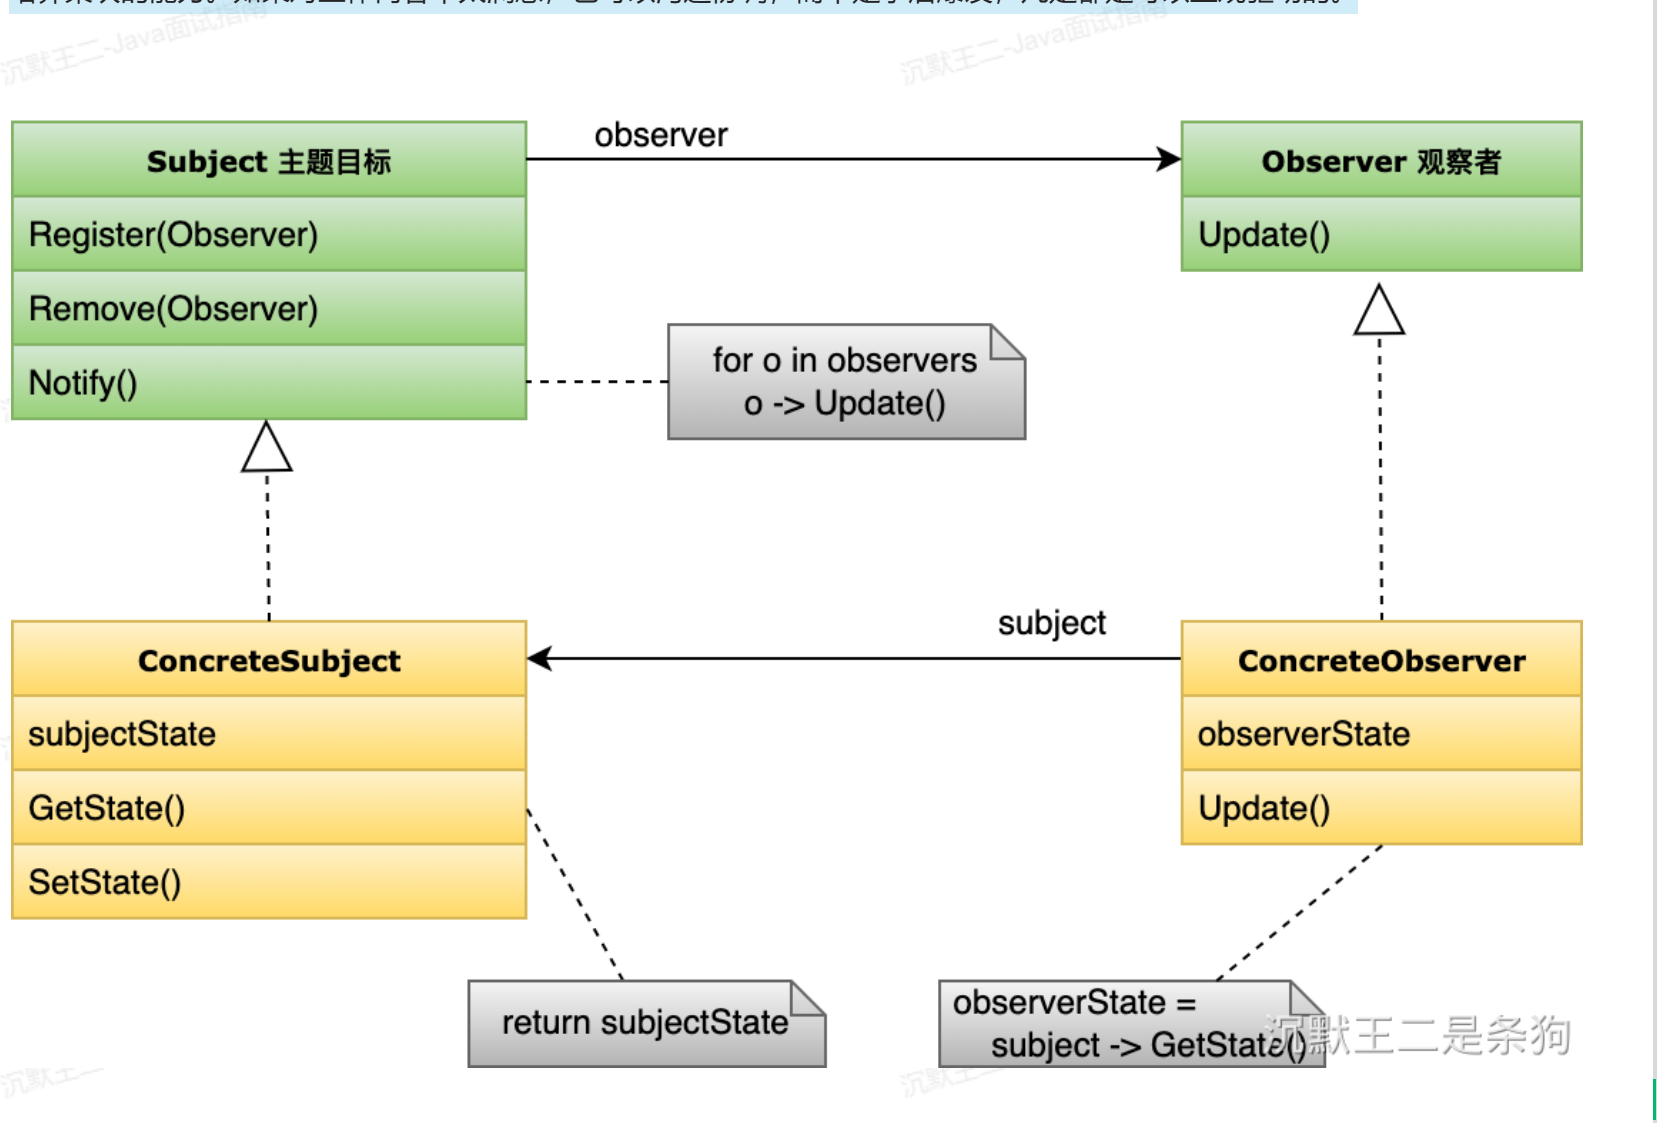 沉默王二-Java面试指南
沉默王二-Java面试指南
observer
Subject 主题目标
Observer 观察者
Register(Observer)
Update()
Remove(Observer)
Notify()
for o in observers
o -> Update()
subject
ConcreteSubject
ConcreteObserver
subjectState
observerState
GetState()
Update()
SetState()
return subjectState
observerState =
subject -> GetState()
沉默王二是条狗
沉默王二
沉默王二